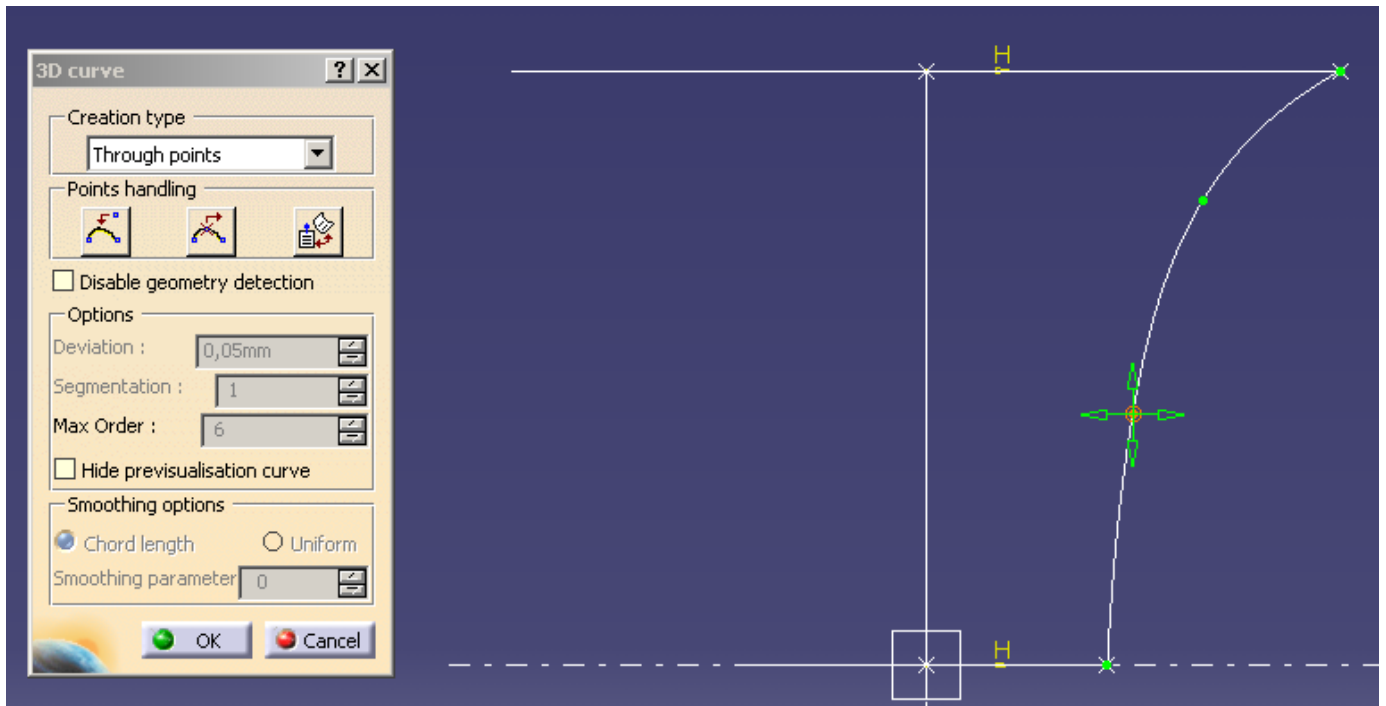 3D curve ? X
Creation type
Through points
Points handling
Disable geometry detection
Options
Deviation : 0,05mm
Segmentation : 1
Max Order : 6
Hide previsualisation curve
Smoothing options
Chord length Uniform
Smoothing parameter 0
OK Cancel
H
H